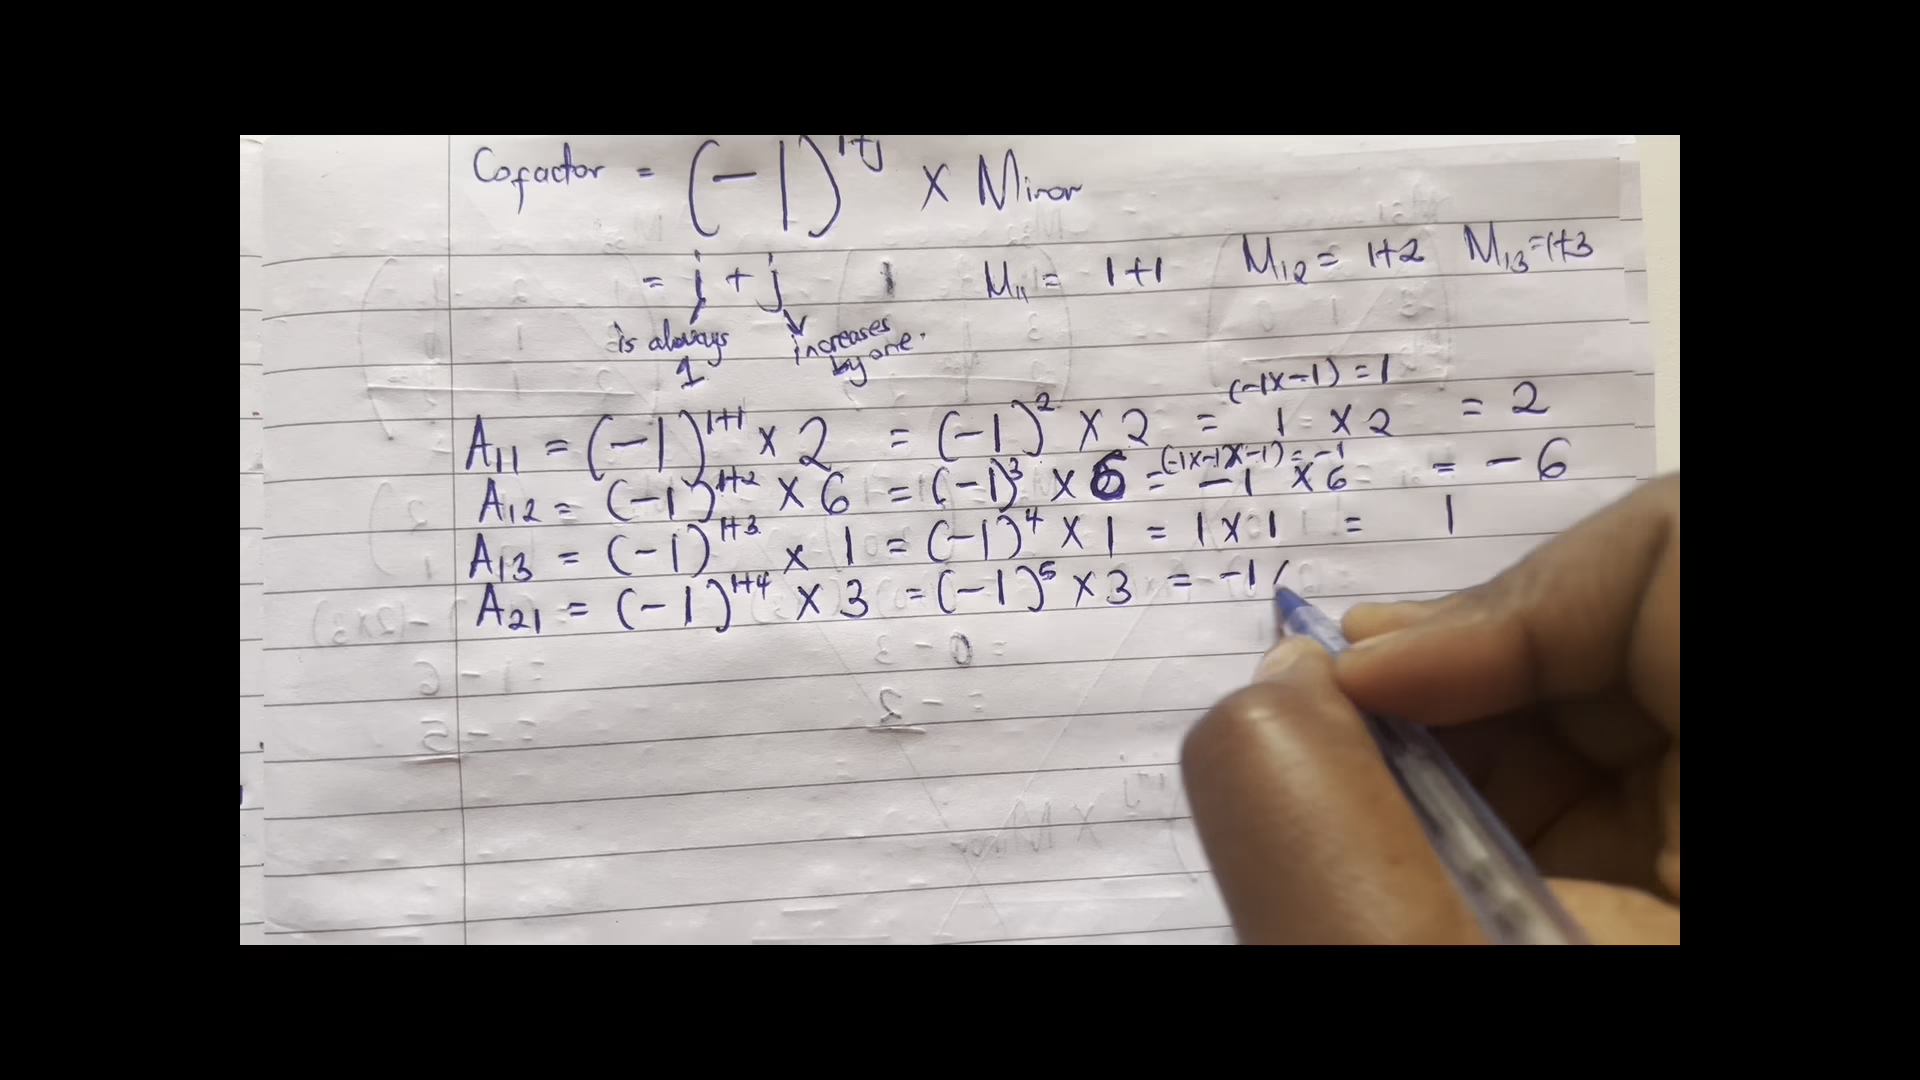 Cofactor = (-1)^1+j × Minor
= i + j 1 M11 = 1+1 M12 = 1+2 M13 = 1+3
is always 1 increases by one.
(-1×-1) = 1
A11 = (-1)^1+1 × 2 = (-1)^2 × 2 = 1 × 2 = 2
(-1×-1×-1) = -1
A12 = (-1)^1+2 × 6 = (-1)^3 × 6 = -1 × 6 = -6
A13 = (-1)^1+3 × 1 = (-1)^4 × 1 = 1 × 1 = 1
A21 = (-1)^1+4 × 3 = (-1)^5 × 3 = -1